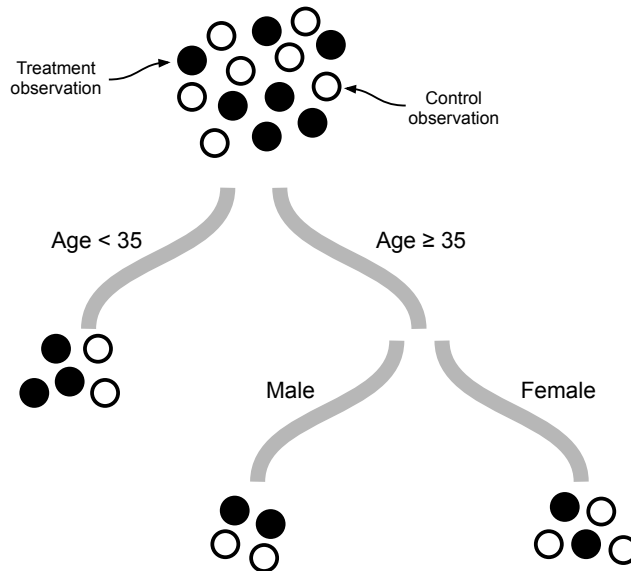 Treatment
observation
Control
observation
Age < 35
Age ≥ 35
Male
Female